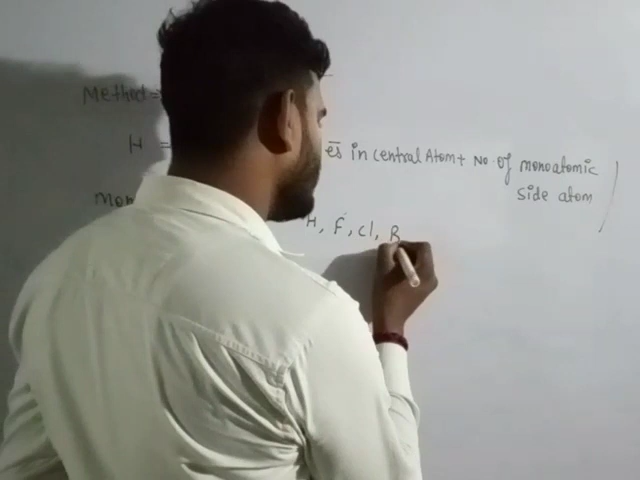 Method
H = es̄ in central Atom + No. of monoatomic
side atom )
Mon H, F, Cl, B